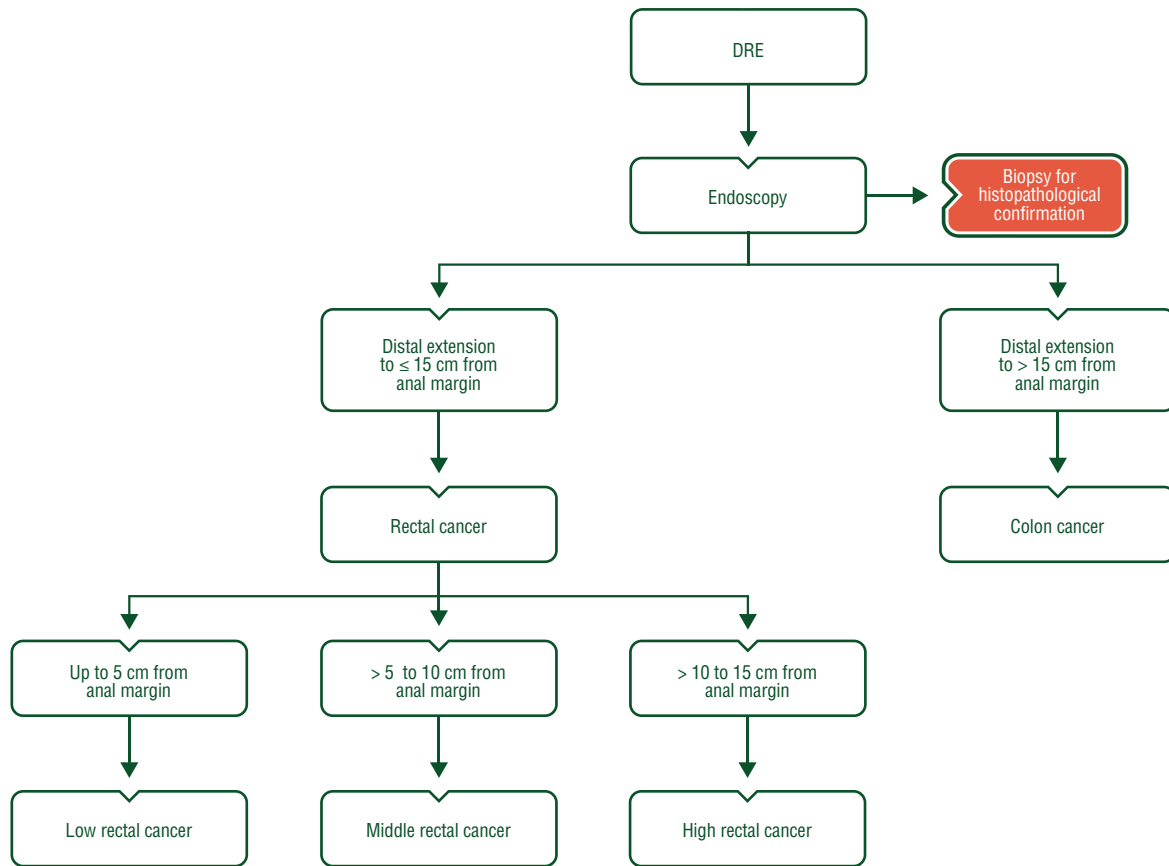 DRE
Endoscopy
Biopsy for
histopathological
confirmation
Distal extension
to ≤ 15 cm from
anal margin
Distal extension
to > 15 cm from
anal margin
Rectal cancer
Colon cancer
Up to 5 cm from
anal margin
> 5 to 10 cm from
anal margin
> 10 to 15 cm from
anal margin
Low rectal cancer
Middle rectal cancer
High rectal cancer